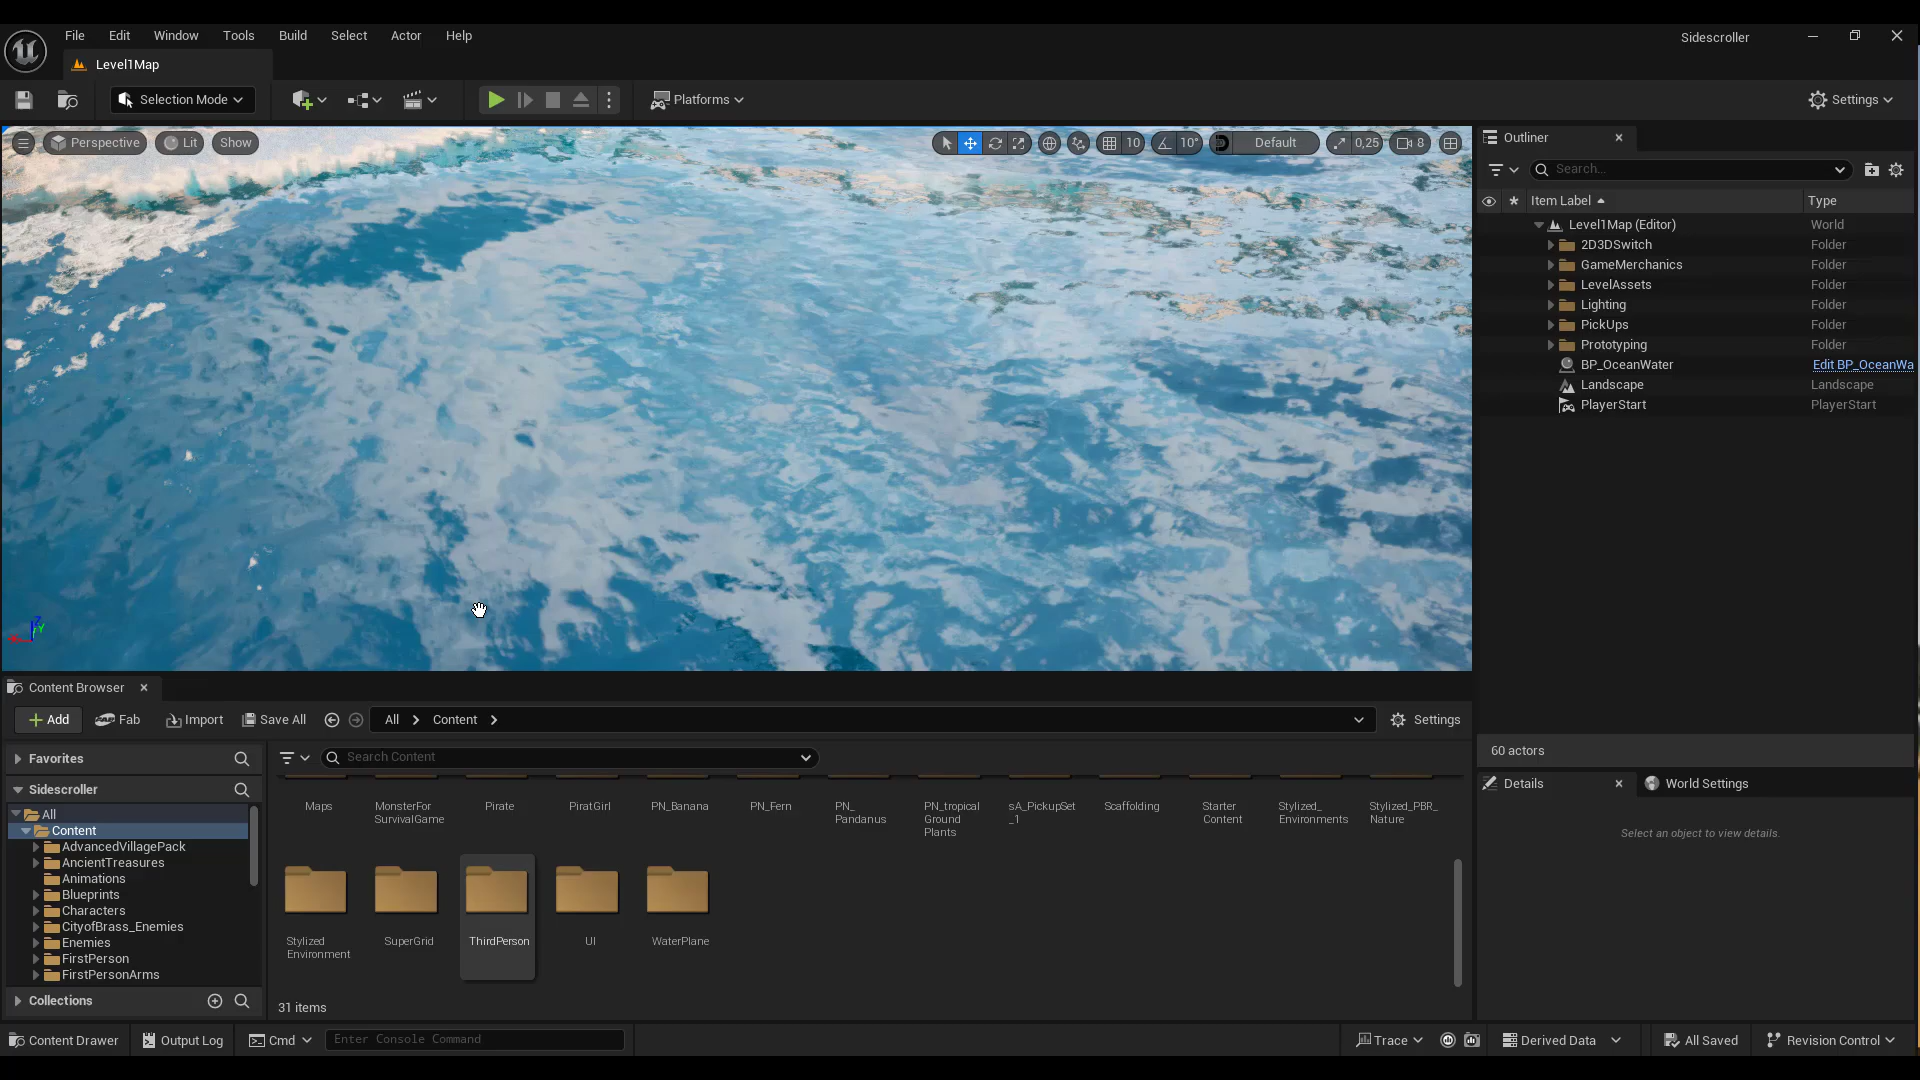 File Edit Window Tools Build Select Actor Help
Sidescroller
Level1Map
Selection Mode
Platforms
Settings
Perspective
Lit
Show
10
10°
Default
0,25
8
Outliner
Search...
Item Label
Type
Level1Map (Editor) World
2D3DSwitch Folder
GameMerchanics Folder
LevelAssets Folder
Lighting Folder
PickUps Folder
Prototyping Folder
BP_OceanWater Edit BP_OceanWa
Landscape Landscape
PlayerStart PlayerStart
60 actors
Details
World Settings
Select an object to view details.
Z
Y
Content Browser
Add
Fab
Import
Save All
All
Content
Settings
Favorites
Sidescroller
All
Content
AdvancedVillagePack
AncientTreasures
Animations
Blueprints
Characters
CityofBrass_Enemies
Enemies
FirstPerson
FirstPersonArms
Collections
Search Content
Maps
MonsterFor
SurvivalGame
Pirate
PiratGirl
PN_Banana
PN_Fern
PN_
Pandanus
PN_tropical
Ground
Plants
sA_PickupSet
_1
Scaffolding
Starter
Content
Stylized_
Environments
Stylized_PBR_
Nature
Stylized
Environment
SuperGrid
ThirdPerson
UI
WaterPlane
31 items
Content Drawer
Output Log
Cmd
Enter Console Command
Trace
Derived Data
All Saved
Revision Control